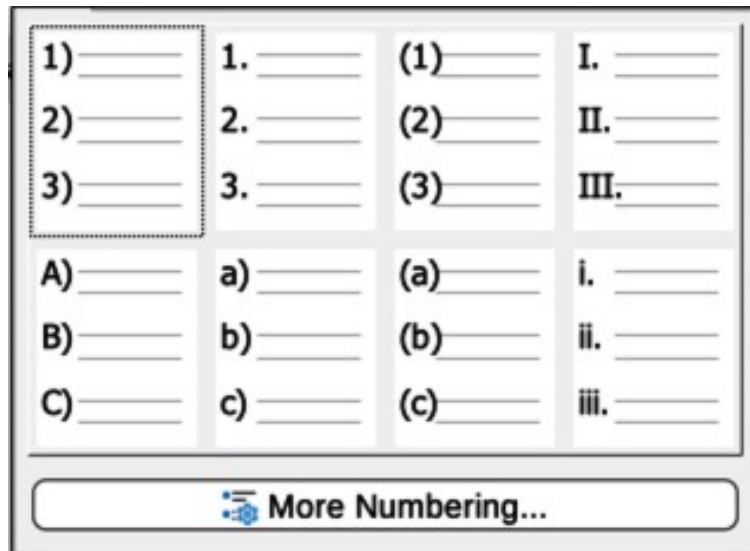 1) 1. (1) I.
2) 2. (2) II.
3) 3. (3) III.
A) a) (a) i.
B) b) (b) ii.
C) c) (c) iii.
More Numbering...